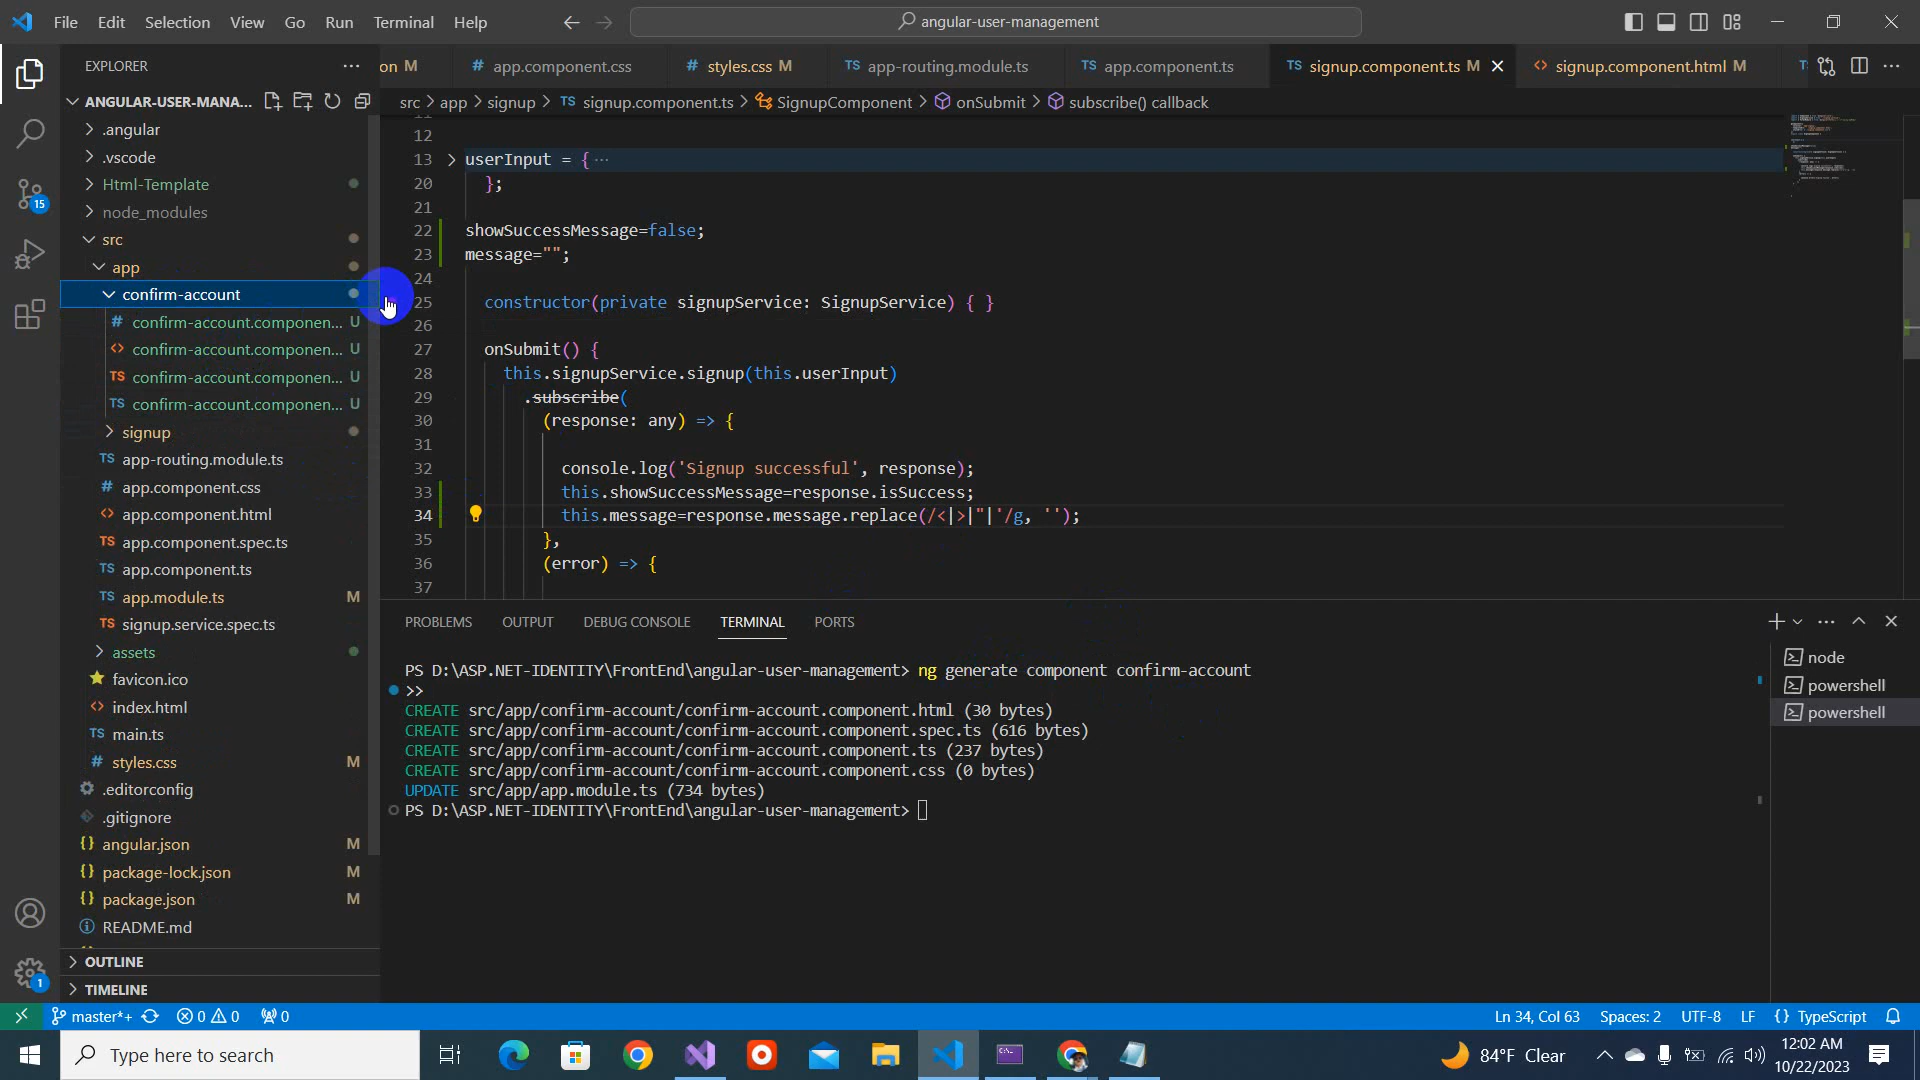 File Edit Selection View Go Run Terminal Help
angular-user-management
EXPLORER
on M
# app.component.css
# styles.css M
TS app-routing.module.ts
TS app.component.ts
TS signup.component.ts M
<> signup.component.html M
ANGULAR-USER-MANA...
src > app > signup > TS signup.component.ts > SignupComponent > onSubmit > subscribe() callback
.angular
.vscode
Html-Template
node_modules
src
app
confirm-account
# confirm-account.componen... U
<> confirm-account.componen... U
TS confirm-account.componen... U
TS confirm-account.componen... U
signup
TS app-routing.module.ts
# app.component.css
<> app.component.html
TS app.component.spec.ts
TS app.component.ts
TS app.module.ts M
TS signup.service.spec.ts
assets
favicon.ico
<> index.html
TS main.ts
# styles.css M
.editorconfig
.gitignore
{} angular.json M
{} package-lock.json M
{} package.json M
README.md
OUTLINE
TIMELINE
15
1
12
13 userInput = { ...
20 };
21
22 showSuccessMessage=false;
23 message="";
24
25 constructor(private signupService: SignupService) { }
26
27 onSubmit() {
28 this.signupService.signup(this.userInput)
29 .subscribe(
30 (response: any) => {
31
32 console.log('Signup successful', response);
33 this.showSuccessMessage=response.isSuccess;
34 this.message=response.message.replace(/<|>|"|'/g, '');
35 },
36 (error) => {
37
PROBLEMS OUTPUT DEBUG CONSOLE TERMINAL PORTS
PS D:\ASP.NET-IDENTITY\FrontEnd\angular-user-management> ng generate component confirm-account
>>
CREATE src/app/confirm-account/confirm-account.component.html (30 bytes)
CREATE src/app/confirm-account/confirm-account.component.spec.ts (616 bytes)
CREATE src/app/confirm-account/confirm-account.component.ts (237 bytes)
CREATE src/app/confirm-account/confirm-account.component.css (0 bytes)
UPDATE src/app/app.module.ts (734 bytes)
PS D:\ASP.NET-IDENTITY\FrontEnd\angular-user-management>
node
powershell
powershell
master*+ 0 0 0
Ln 34, Col 63 Spaces: 2 UTF-8 LF {} TypeScript
Type here to search
84°F Clear
12:02 AM
10/22/2023